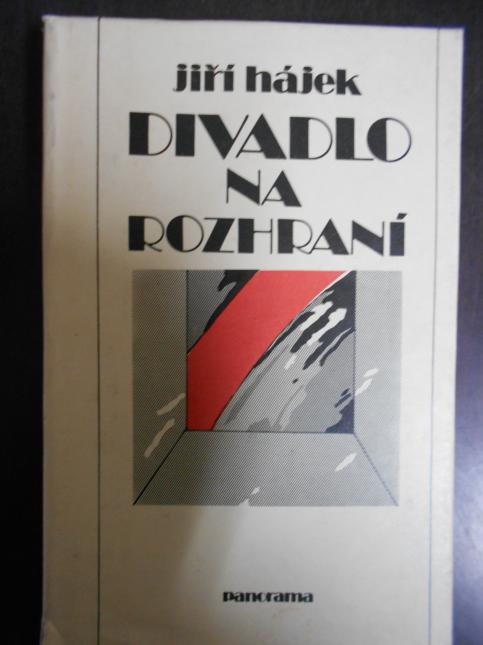 jiří hájek
DIVADLO
NA
ROZHRANÍ
panorama